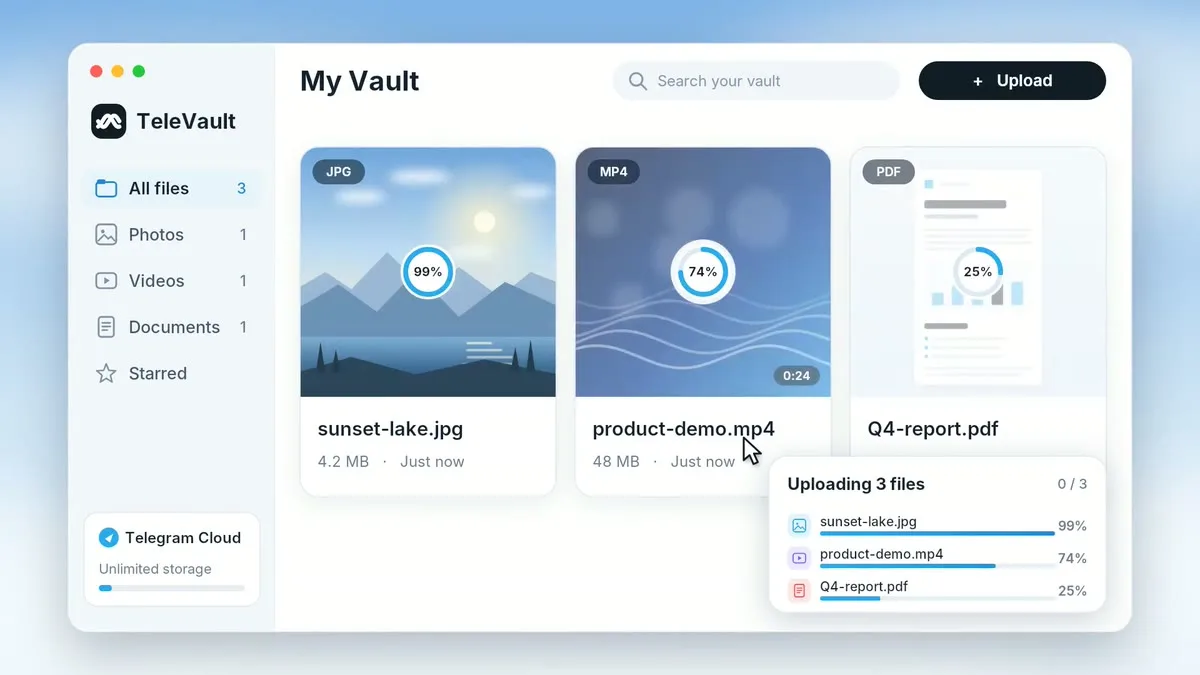 TeleVault
All files 3
Photos 1
Videos 1
Documents 1
Starred
Telegram Cloud
Unlimited storage
My Vault
Search your vault
+ Upload
JPG
99%
sunset-lake.jpg
4.2 MB · Just now
MP4
74%
0:24
product-demo.mp4
48 MB · Just now
PDF
25%
Q4-report.pdf
Uploading 3 files 0 / 3
sunset-lake.jpg 99%
product-demo.mp4 74%
Q4-report.pdf 25%